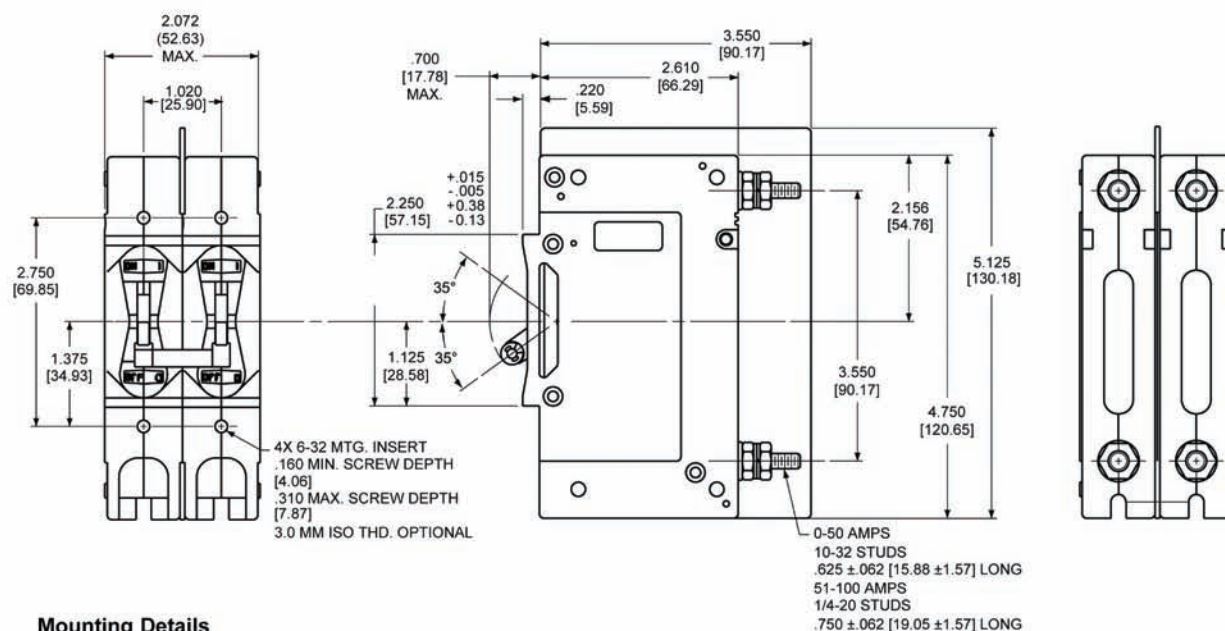 2.072
(52.63)
MAX.
1.020
[25.90]
.700
[17.78]
MAX.
3.550
[90.17]
2.610
[66.29]
.220
[5.59]
2.250
[57.15]
+.015
-.005
+0.38
-0.13
2.750
[69.85]
1.375
[34.93]
ON I
ON I
OFF O
OFF O
35°
35°
1.125
[28.58]
2.156
[54.76]
5.125
[130.18]
3.550
[90.17]
4.750
[120.65]
4X 6-32 MTG. INSERT
.160 MIN. SCREW DEPTH
[4.06]
.310 MAX. SCREW DEPTH
[7.87]
3.0 MM ISO THD. OPTIONAL
0-50 AMPS
10-32 STUDS
.625 ±.062 [15.88 ±1.57] LONG
51-100 AMPS
1/4-20 STUDS
.750 ±.062 [19.05 ±1.57] LONG
Mounting Details